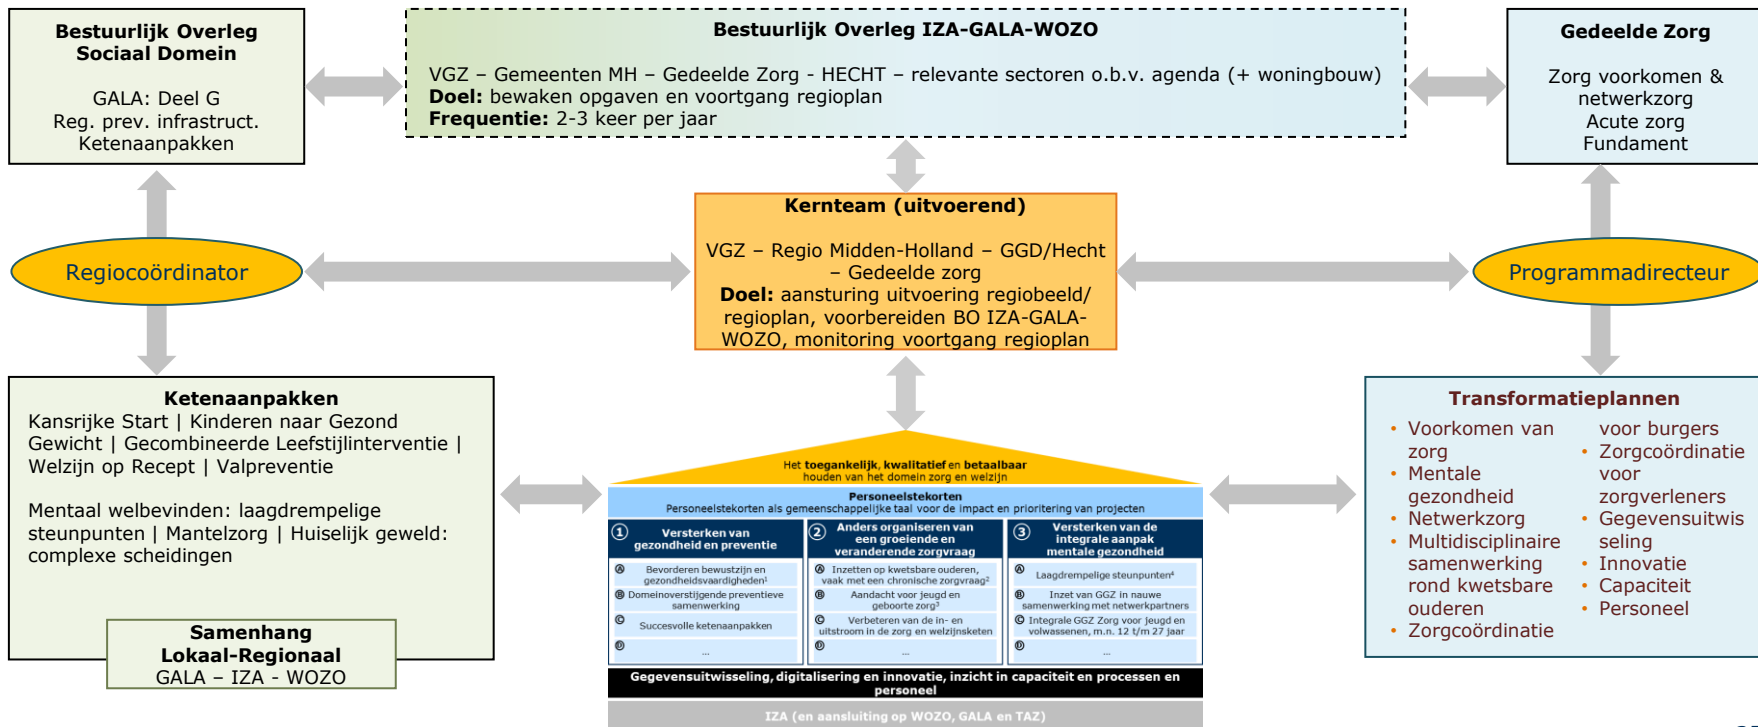 Bestuurlijk Overleg
Sociaal Domein
GALA: Deel G
Reg. prev. infrastruct.
Ketenaanpakken
Bestuurlijk Overleg IZA-GALA-WOZO
VGZ – Gemeenten MH – Gedeelde Zorg - HECHT – relevante sectoren o.b.v. agenda (+ woningbouw)
Doel: bewaken opgaven en voortgang regioplan
Frequentie: 2-3 keer per jaar
Gedeelde Zorg
Zorg voorkomen &
netwerkzorg
Acute zorg
Fundament
Regiocoördinator
Kernteam (uitvoerend)
VGZ – Regio Midden-Holland – GGD/Hecht
– Gedeelde zorg
Doel: aansturing uitvoering regiobeeld/
regioplan, voorbereiden BO IZA-GALA-
WOZO, monitoring voortgang regioplan
Programmadirecteur
Ketenaanpakken
Kansrijke Start | Kinderen naar Gezond
Gewicht | Gecombineerde Leefstijlinterventie |
Welzijn op Recept | Valpreventie
Mentaal welbevinden: laagdrempelige
steunpunten | Mantelzorg | Huiselijk geweld:
complexe scheidingen
Samenhang
Lokaal-Regionaal
GALA – IZA - WOZO
Het toegankelijk, kwalitatief en betaalbaar
houden van het domein zorg en welzijn
Personeelstekorten
Personeelstekorten als gemeenschappelijke taal voor de impact en prioritering van projecten
1 Versterken van
gezondheid en preventie
A Bevorderen bewustzijn en
gezondheidsvaardigheden¹
B Domeinoverstijgende preventieve
samenwerking
C Succesvolle ketenaanpakken
D ...
2 Anders organiseren van
een groeiende en
veranderende zorgvraag
A Inzetten op kwetsbare ouderen,
vaak met een chronische zorgvraag²
B Aandacht voor jeugd en
geboorte zorg³
C Verbeteren van de in- en
uitstroom in de zorg en welzijnsketen
D ...
3 Versterken van de
integrale aanpak
mentale gezondheid
A Laagdrempelige steunpunten⁴
B Inzet van GGZ in nauwe
samenwerking met netwerkpartners
C Integrale GGZ Zorg voor jeugd en
volwassenen, m.n. 12 t/m 27 jaar
D ...
Gegevensuitwisseling, digitalisering en innovatie, inzicht in capaciteit en processen en
personeel
IZA (en aansluiting op WOZO, GALA en TAZ)
Transformatieplannen
• Voorkomen van
zorg
• Mentale
gezondheid
• Netwerkzorg
• Multidisciplinaire
samenwerking
rond kwetsbare
ouderen
• Zorgcoördinatie
voor burgers
• Zorgcoördinatie
voor
zorgverleners
• Gegevensuitwis
seling
• Innovatie
• Capaciteit
• Personeel